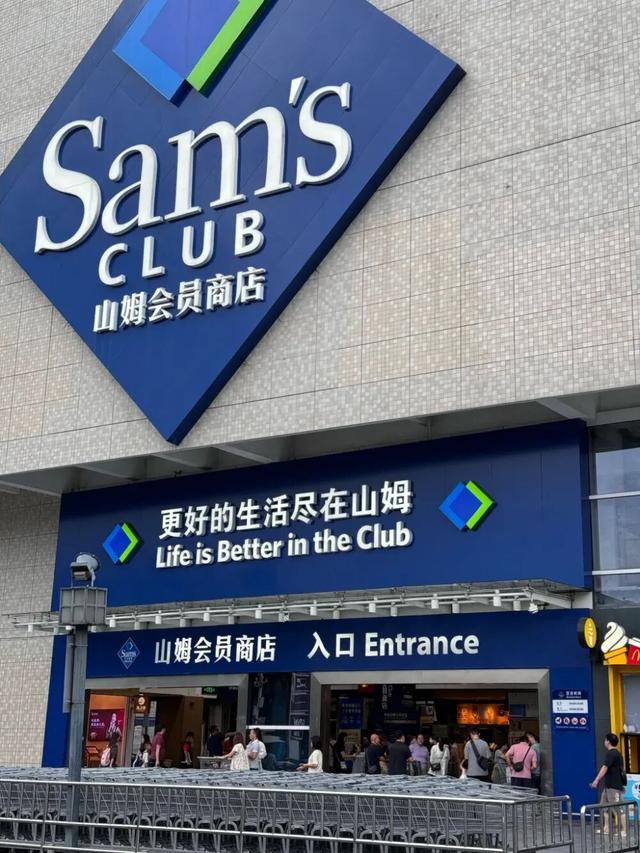 Sam's
CLUB
山姆会员商店
更好的生活尽在山姆
Life is Better in the Club
山姆会员商店 入口 Entrance